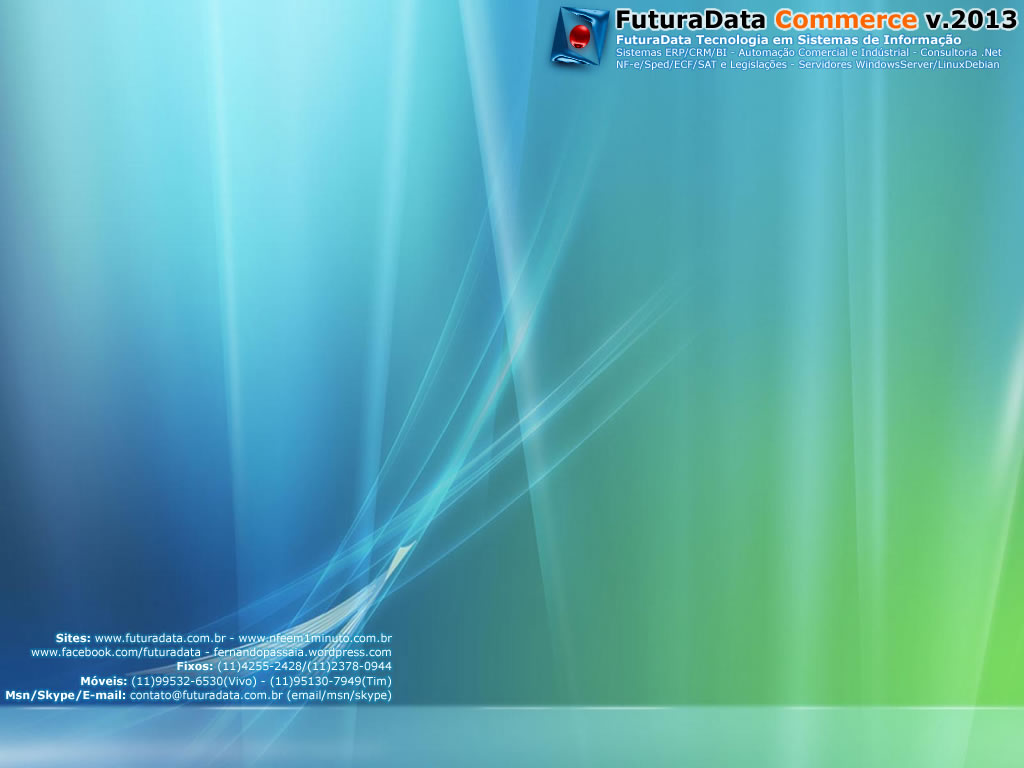 FuturaData Commerce v.2013
FuturaData Tecnologia em Sistemas de Informação
Sistemas ERP/CRM/BI - Automação Comercial e Indústrial - Consultoria .Net
NF-e/Sped/ECF/SAT e Legislações - Servidores WindowsServer/LinuxDebian
Sites: www.futuradata.com.br - www.nfeem1minuto.com.br
www.facebook.com/futuradata - fernandopassaia.wordpress.com
Fixos: (11)4255-2428/(11)2378-0944
Móveis: (11)99532-6530(Vivo) - (11)95130-7949(Tim)
Msn/Skype/E-mail: contato@futuradata.com.br (email/msn/skype)